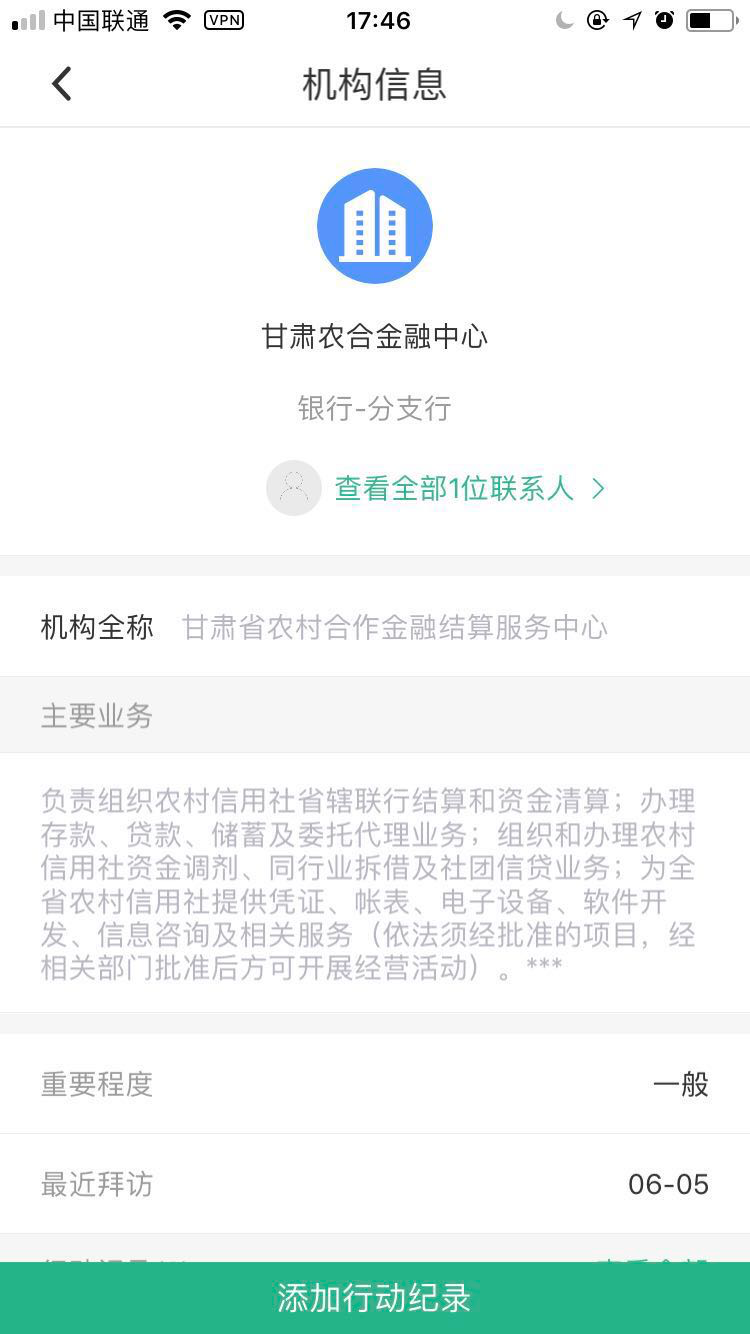 中国联通 VPN 17:46
机构信息
甘肃农合金融中心
银行-分支行
查看全部1位联系人
机构全称 甘肃省农村合作金融结算服务中心
主要业务
负责组织农村信用社省辖联行结算和资金清算；办理
存款、贷款、储蓄及委托代理业务；组织和办理农村
信用社资金调剂、同行业拆借及社团信贷业务；为全
省农村信用社提供凭证、帐表、电子设备、软件开
发、信息咨询及相关服务（依法须经批准的项目，经
相关部门批准后方可开展经营活动）。***
重要程度 一般
最近拜访 06-05
添加行动纪录